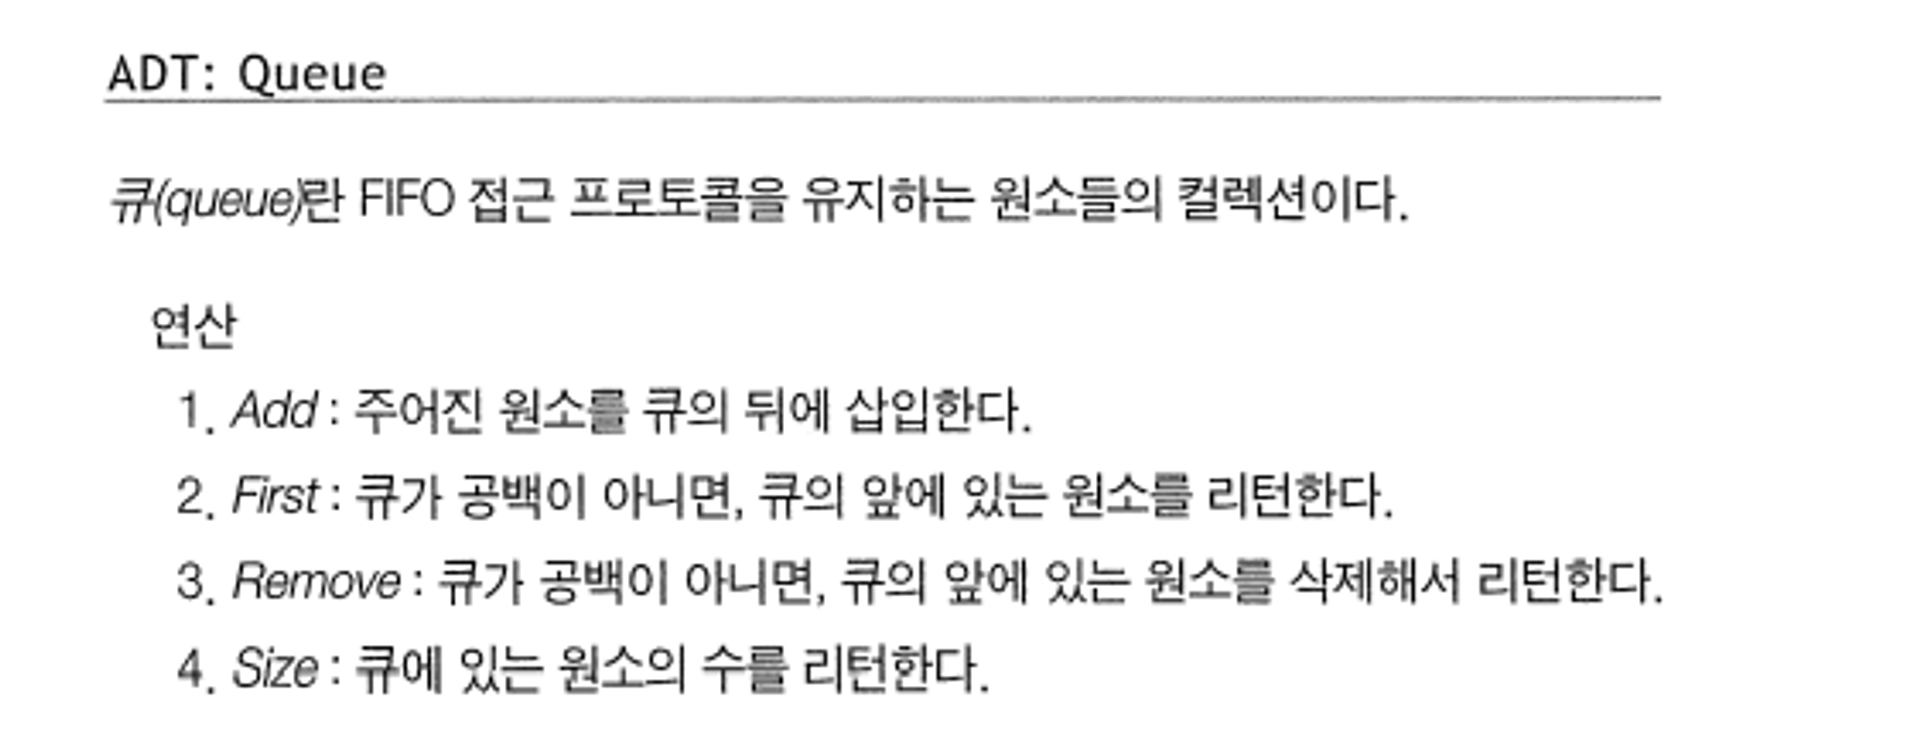 ADT: Queue
큐(queue)란 FIFO 접근 프로토콜을 유지하는 원소들의 컬렉션이다.
연산
1. Add : 주어진 원소를 큐의 뒤에 삽입한다.
2. First : 큐가 공백이 아니면, 큐의 앞에 있는 원소를 리턴한다.
3. Remove : 큐가 공백이 아니면, 큐의 앞에 있는 원소를 삭제해서 리턴한다.
4. Size : 큐에 있는 원소의 수를 리턴한다.